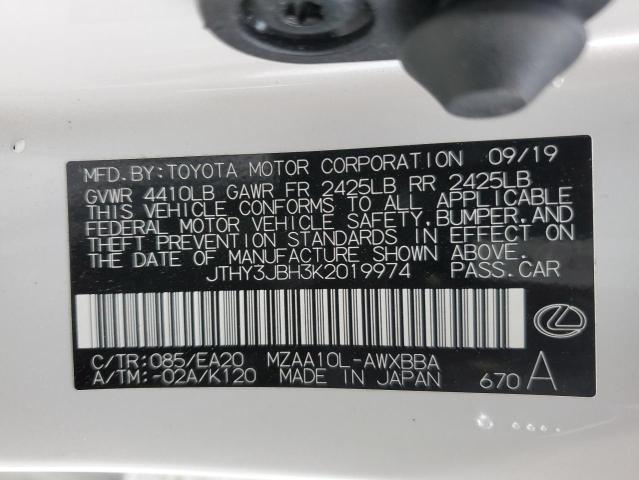 MFD. BY: TOYOTA MOTOR CORPORATION 09/19
GVWR 4410LB GAWR FR 2425LB RR 2425LB
THIS VEHICLE CONFORMS TO ALL APPLICABLE
FEDERAL MOTOR VEHICLE SAFETY, BUMPER, AND
THEFT PREVENTION STANDARDS IN EFFECT ON
THE DATE OF MANUFACTURE SHOWN ABOVE.
JTHY3JBH3K2019974 PASS. CAR
C/TR: 085/EA20 MZAA10L-AWXBBA
A/TM: -02A/K120 MADE IN JAPAN 670 A